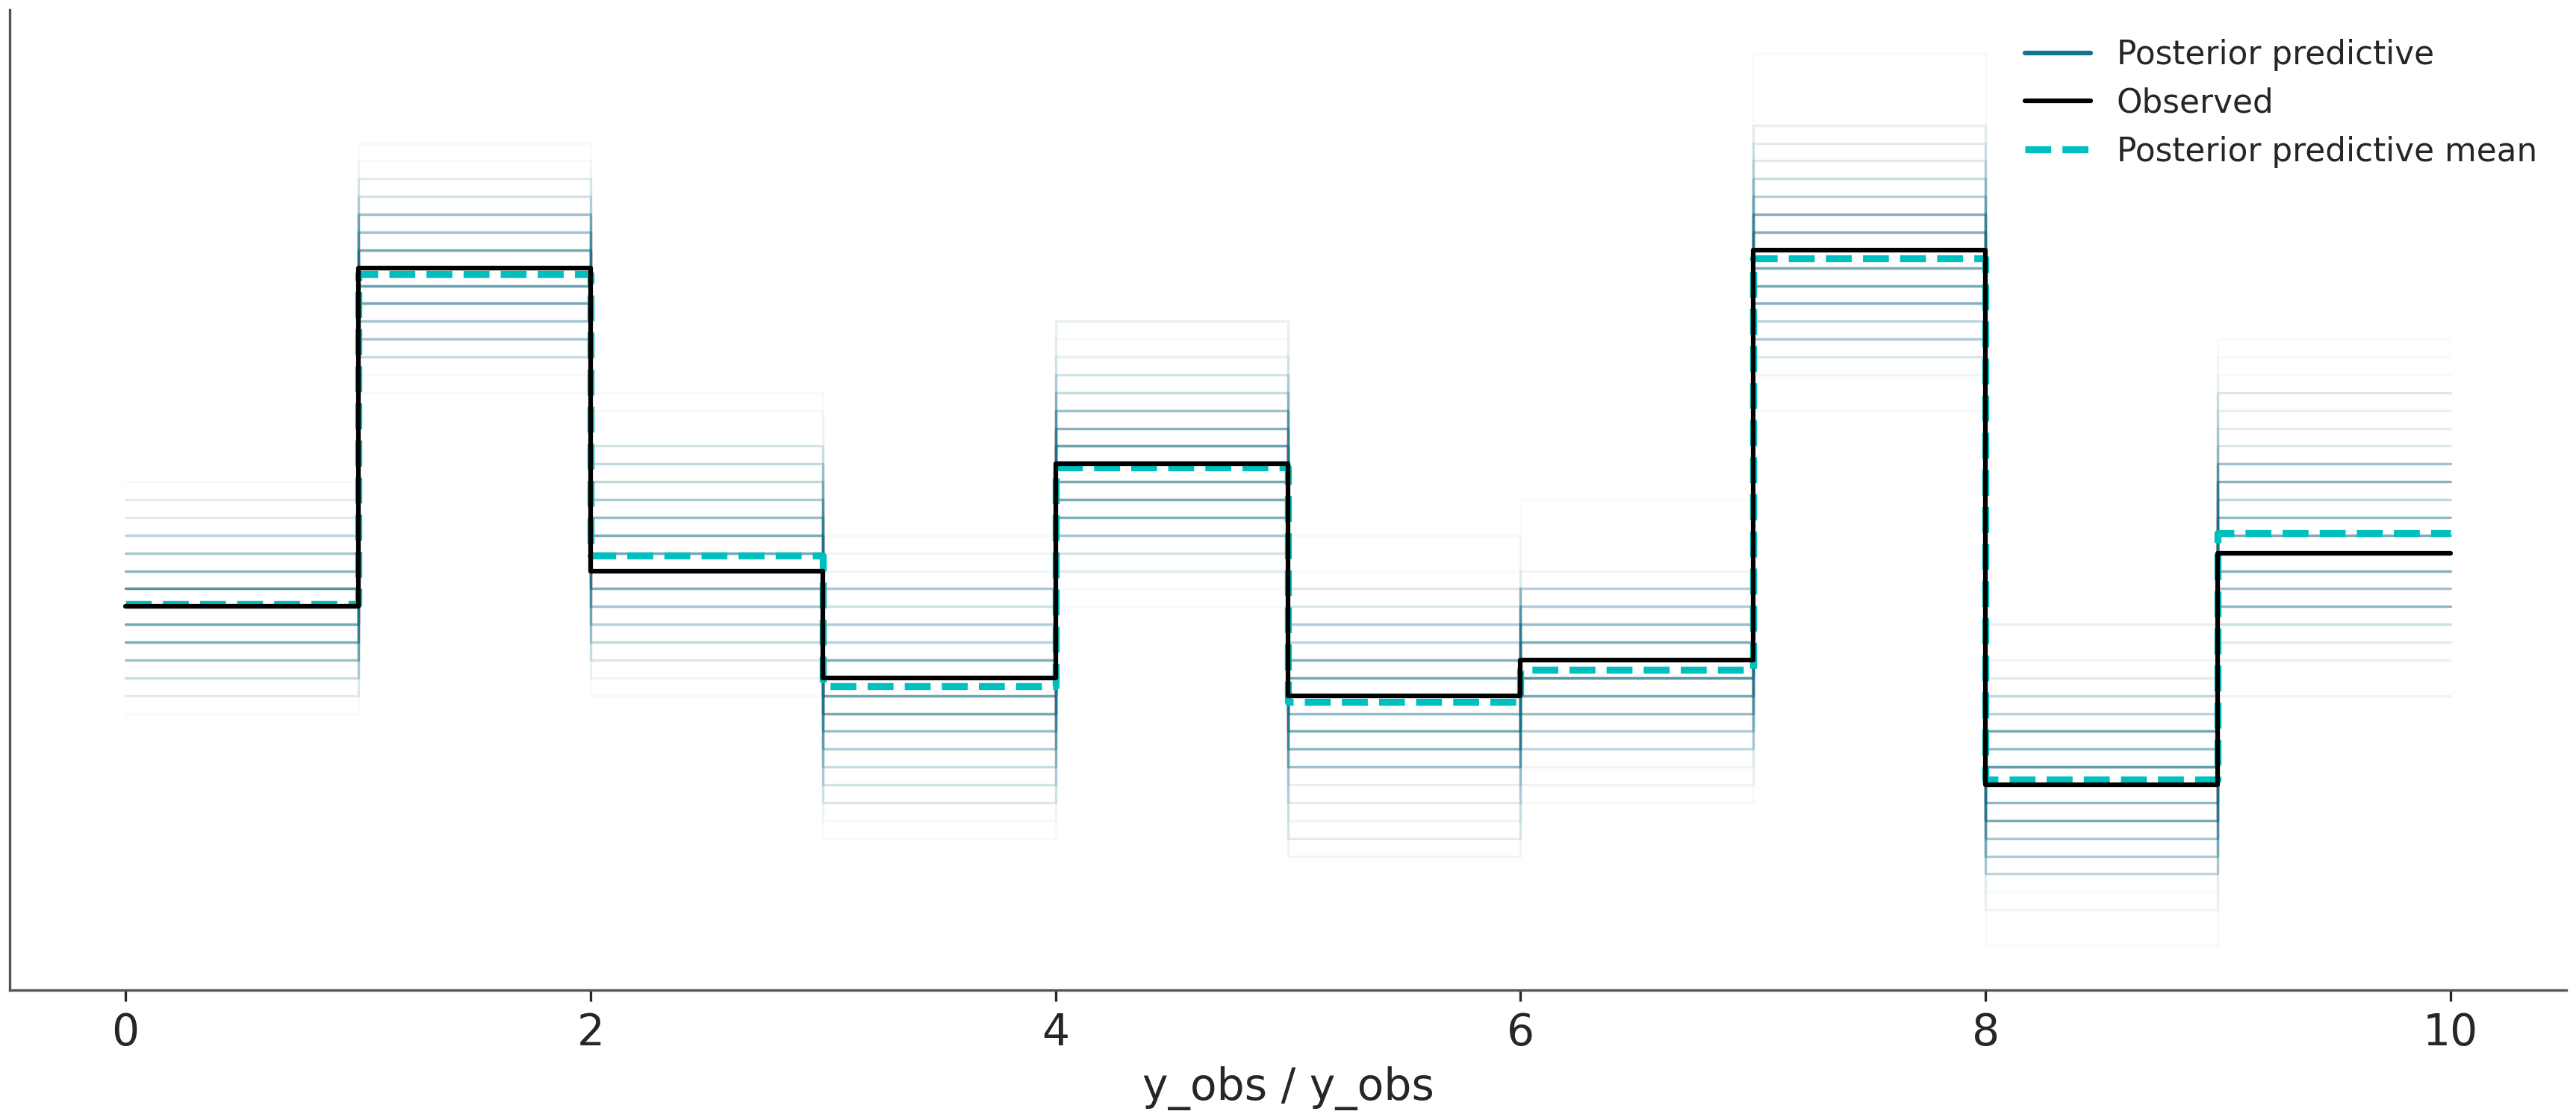 Posterior predictive
Observed
Posterior predictive mean
0 2 4 6 8 10
y_obs / y_obs